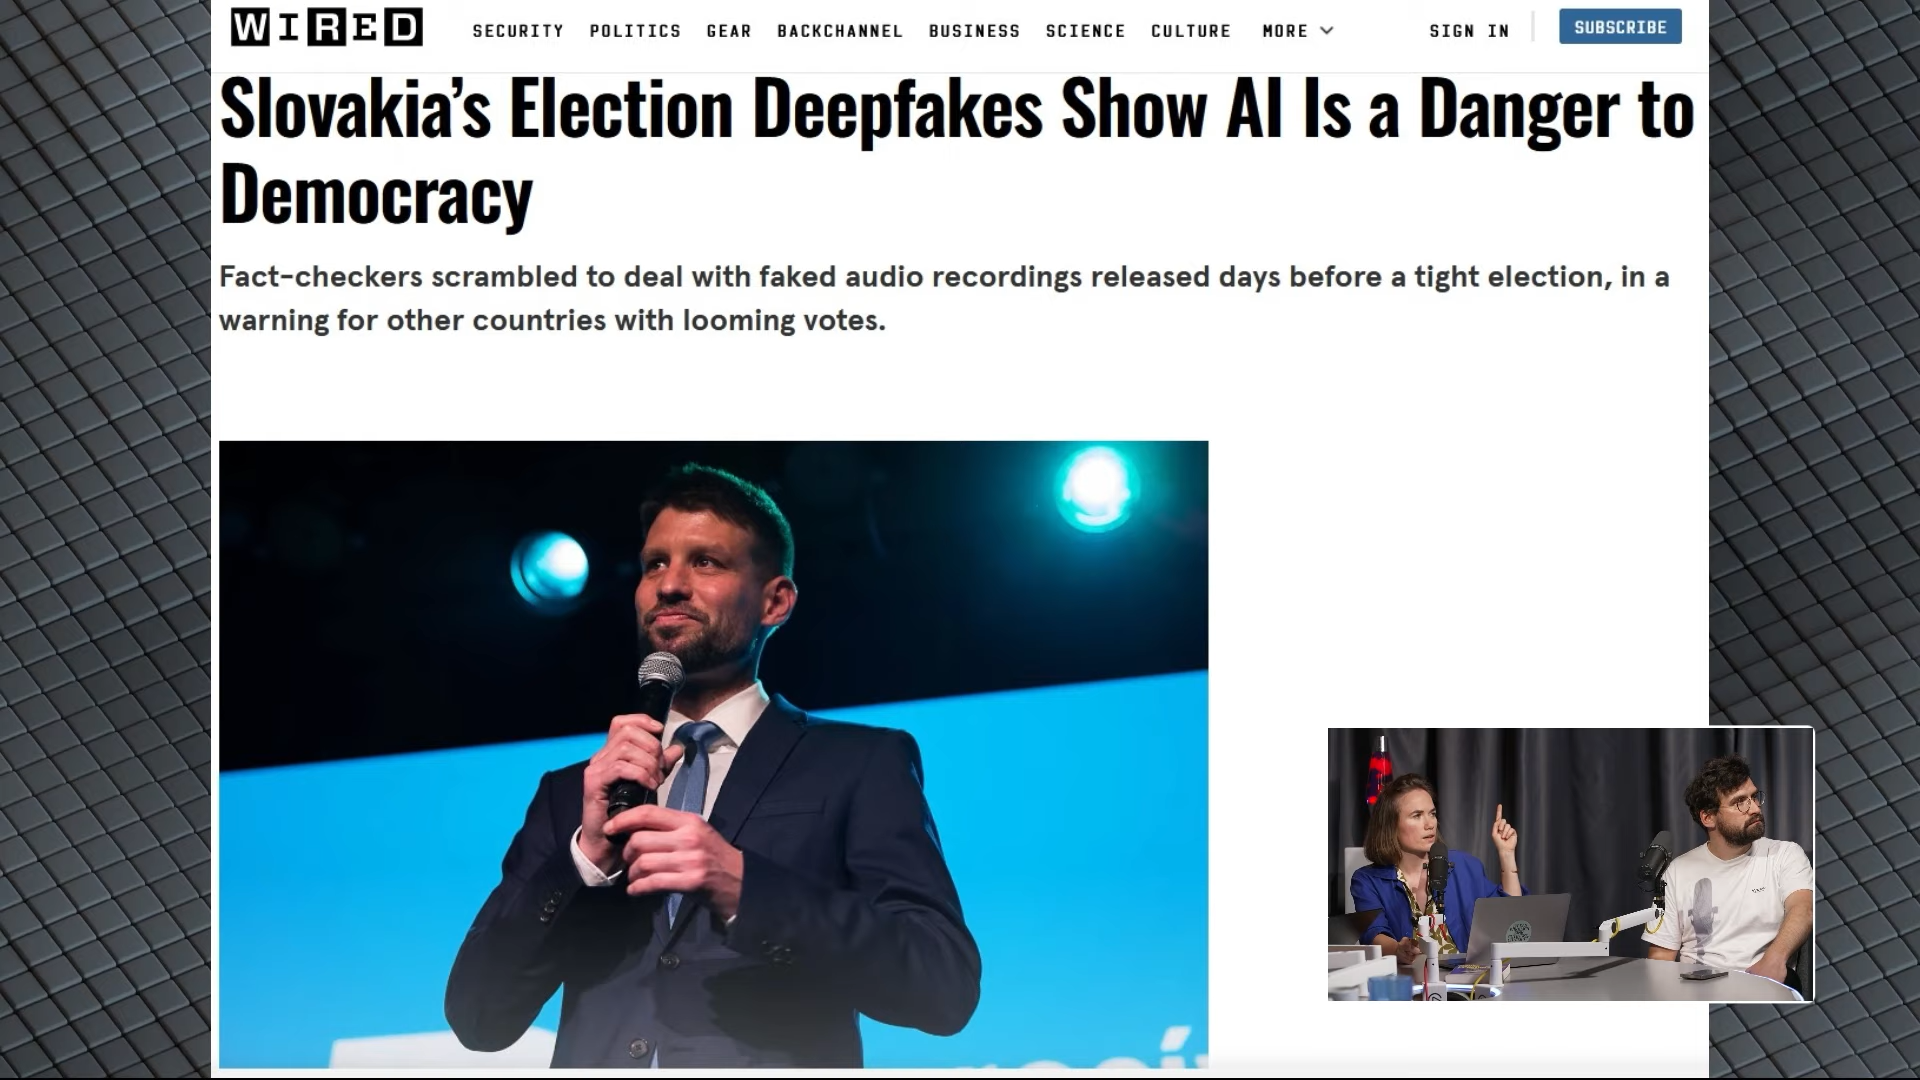 WIRED
SECURITY POLITICS GEAR BACKCHANNEL BUSINESS SCIENCE CULTURE MORE SIGN IN SUBSCRIBE
Slovakia’s Election Deepfakes Show AI Is a Danger to
Democracy
Fact-checkers scrambled to deal with faked audio recordings released days before a tight election, in a
warning for other countries with looming votes.